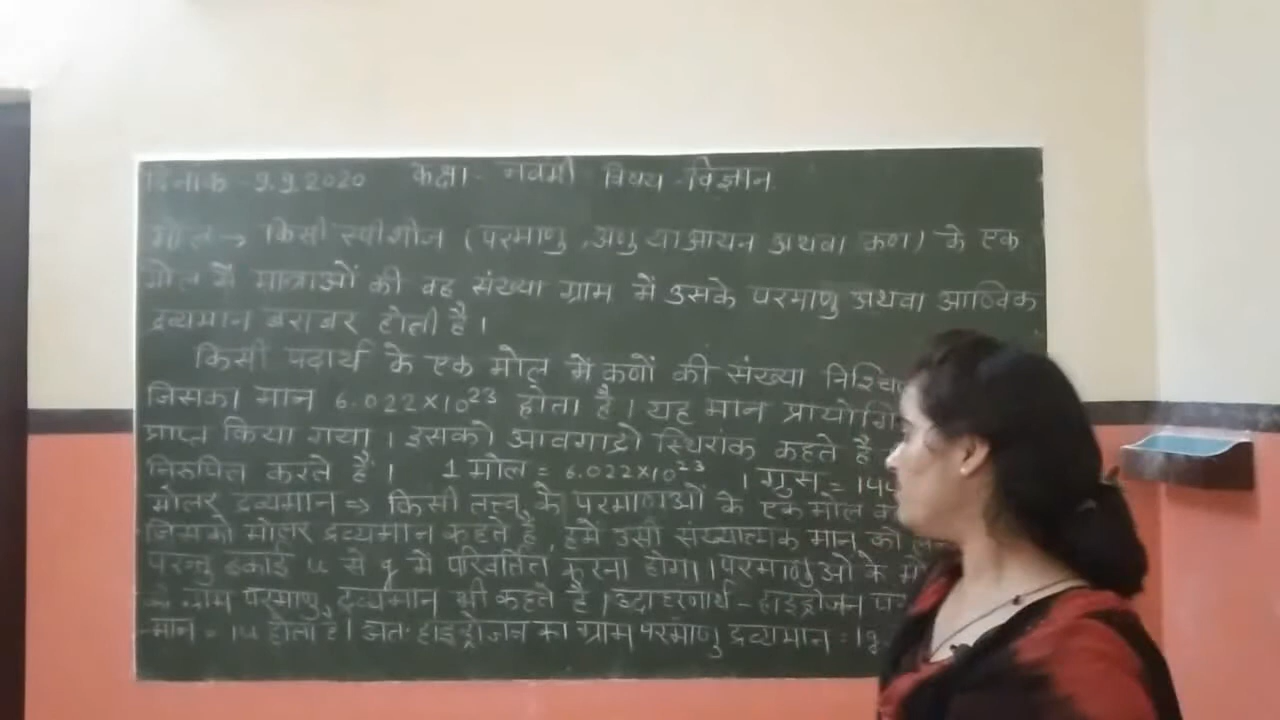 दिनांक 9.9.2020 कक्षा - नवमी विषय - विज्ञान
मोल → किसी स्पीशीज (परमाणु, अणु या आयन अथवा कण) के एक
मोल में मात्राओं की वह संख्या ग्राम में उसके परमाणु अथवा आण्विक
द्रव्यमान बराबर होती है।
किसी पदार्थ के एक मोल में कणों की संख्या
जिसका मान 6.022×10²³ होता है। यह मान
प्राप्त किया गया। इसको आवगाद्रो स्थिरांक कहते है
निरूपित करते है। 1 मोल = 6.022×10²³ 1 ग्रुस = 144
मोलर द्रव्यमान ⇒ किसी तत्त्व के परमाणुओं के एक मोल
जिसको मोलर द्रव्यमान कहते है, हमे उसी संख्यात्मक मान को
परन्तु इकाई u से g में परिवर्तित करना होगा। परमाणुओं के
के ग्राम परमाणु द्रव्यमान भी कहते है। उदाहरणार्थ - हाइड्रोजन
मान = 1u होता है। अतः हाइड्रोजन का ग्राम परमाणु द्रव्यमान = 1g